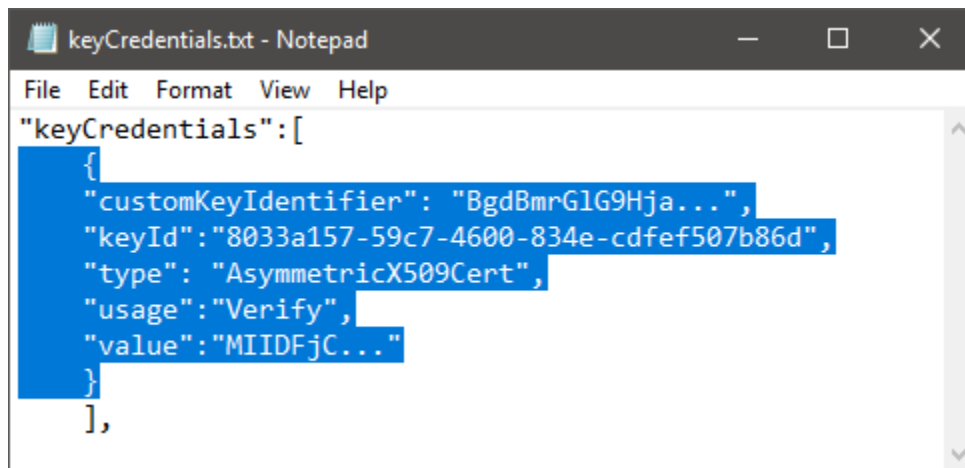 keyCredentials.txt - Notepad
File Edit Format View Help
"keyCredentials":[
{
"customKeyIdentifier": "BgdBmrGlG9Hja...",
"keyId":"8033a157-59c7-4600-834e-cdfef507b86d",
"type": "AsymmetricX509Cert",
"usage":"Verify",
"value":"MIIDFjC..."
}
],